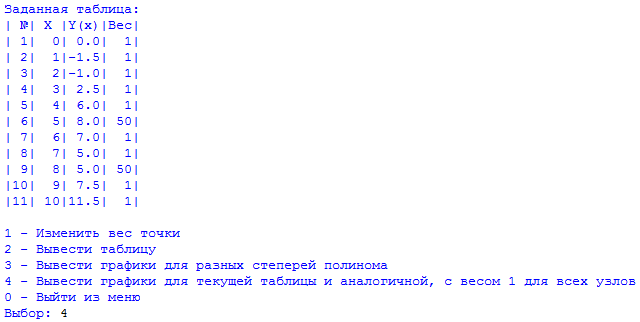 Заданная таблица:
| №| X |Y(x)|Вес|
| 1|  0| 0.0|  1|
| 2|  1|-1.5|  1|
| 3|  2|-1.0|  1|
| 4|  3| 2.5|  1|
| 5|  4| 6.0|  1|
| 6|  5| 8.0| 50|
| 7|  6| 7.0|  1|
| 8|  7| 5.0|  1|
| 9|  8| 5.0| 50|
|10|  9| 7.5|  1|
|11| 10|11.5|  1|
1 - Изменить вес точки
2 - Вывести таблицу
3 - Вывести графики для разных степерей полинома
4 - Вывести графики для текущей таблицы и аналогичной, с весом 1 для всех узлов
0 - Выйти из меню
Выбор: 4